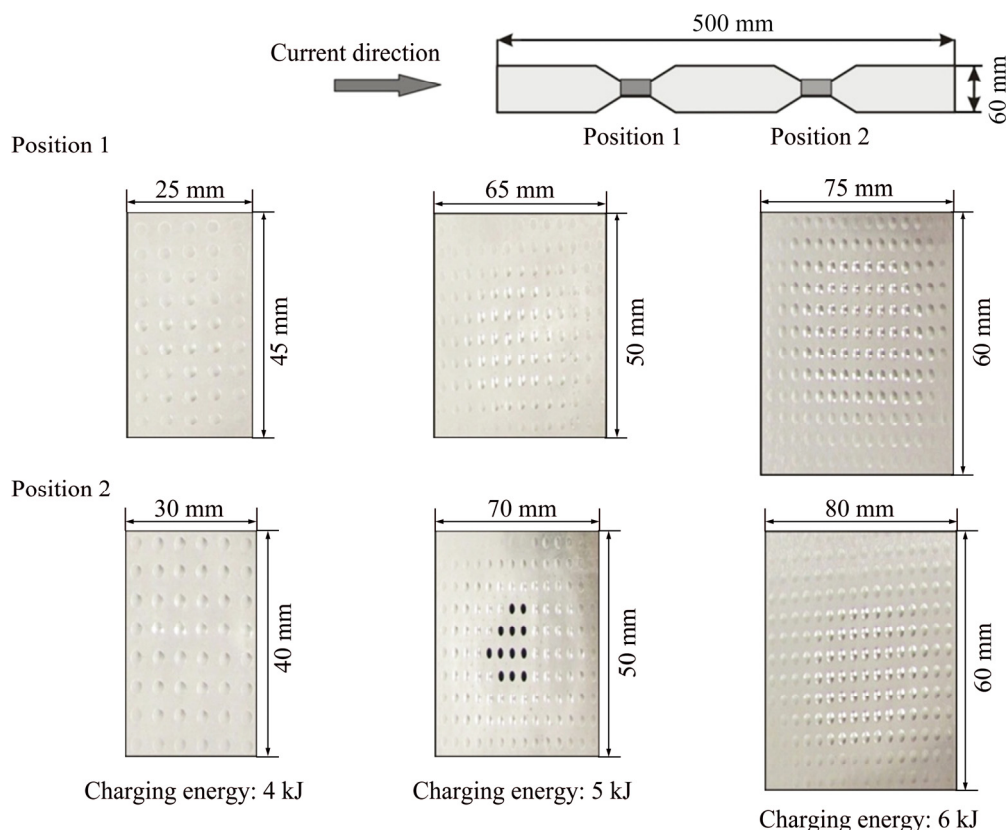 500 mm
Current direction
60 mm
Position 1 Position 2
Position 1
25 mm 65 mm 75 mm
45 mm 50 mm 60 mm
Position 2
30 mm 70 mm 80 mm
40 mm 50 mm 60 mm
Charging energy: 4 kJ Charging energy: 5 kJ
Charging energy: 6 kJ